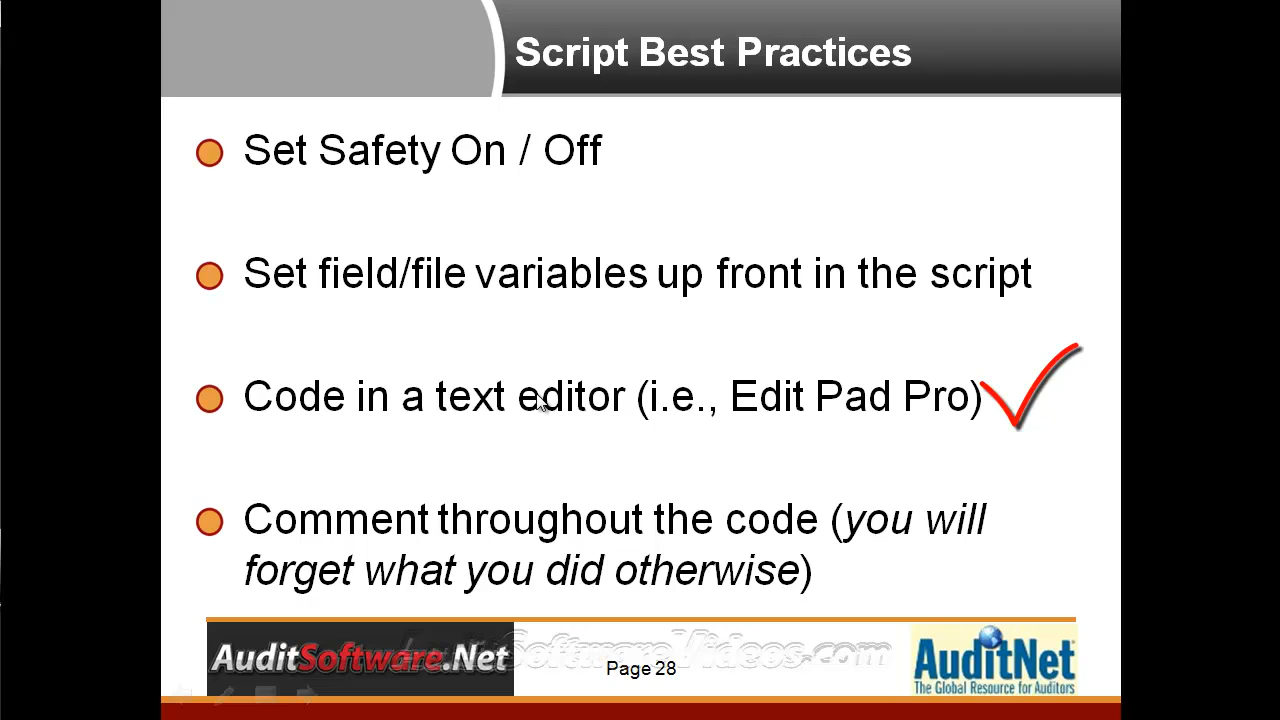 Script Best Practices
Set Safety On / Off
Set field/file variables up front in the script
Code in a text editor (i.e., Edit Pad Pro)
Comment throughout the code (you will
forget what you did otherwise)
AuditSoftwareVideos.com
AuditSoftware.Net
Page 28
AuditNet
The Global Resource for Auditors